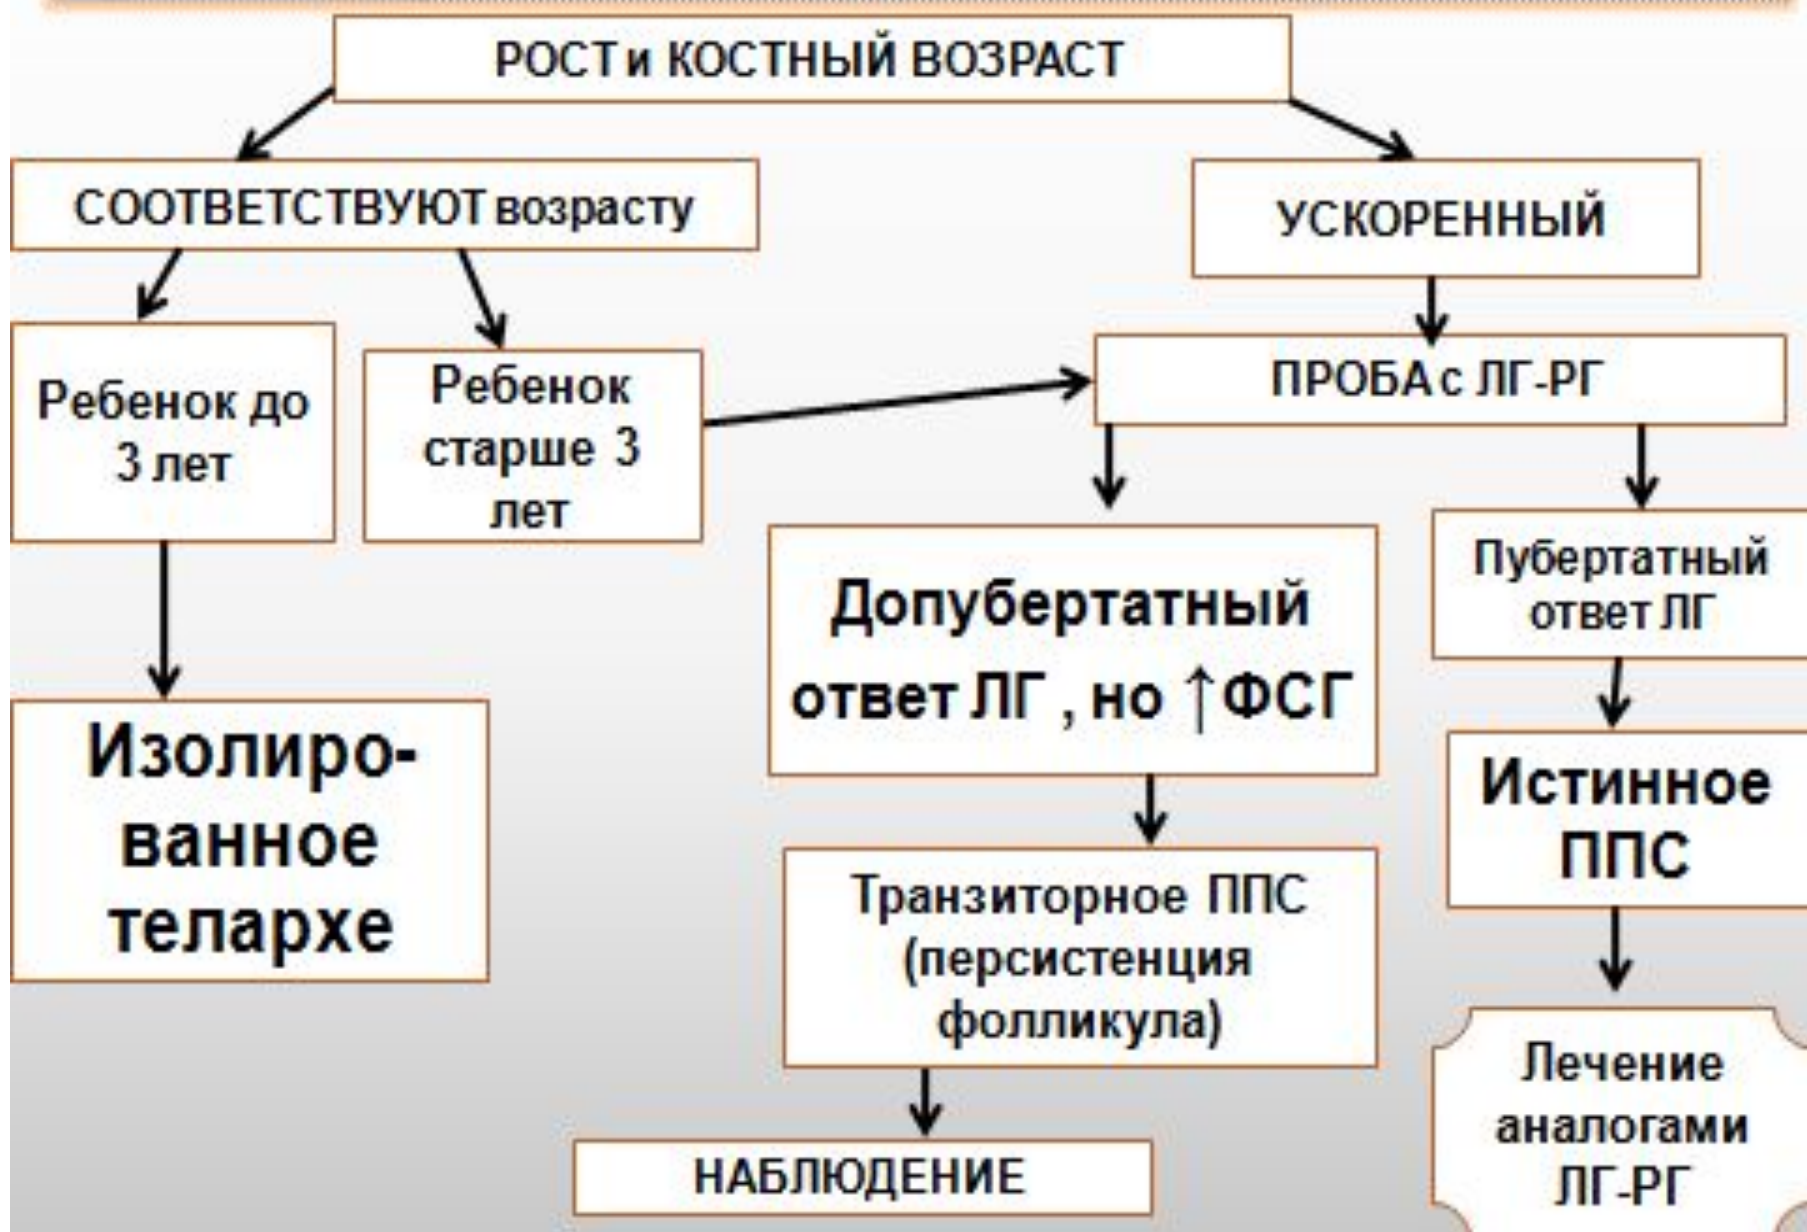 РОСТ и КОСТНЫЙ ВОЗРАСТ
СООТВЕТСТВУЮТ возрасту
УСКОРЕННЫЙ
Ребенок до
3 лет
Ребенок
старше 3
лет
ПРОБА с ЛГ-РГ
Допубертатный
ответ ЛГ , но ↑ФСГ
Пубертатный
ответ ЛГ
Изолиро-
ванное
телархе
Истинное
ППС
Транзиторное ППС
(персистенция
фолликула)
Лечение
аналогами
ЛГ-РГ
НАБЛЮДЕНИЕ